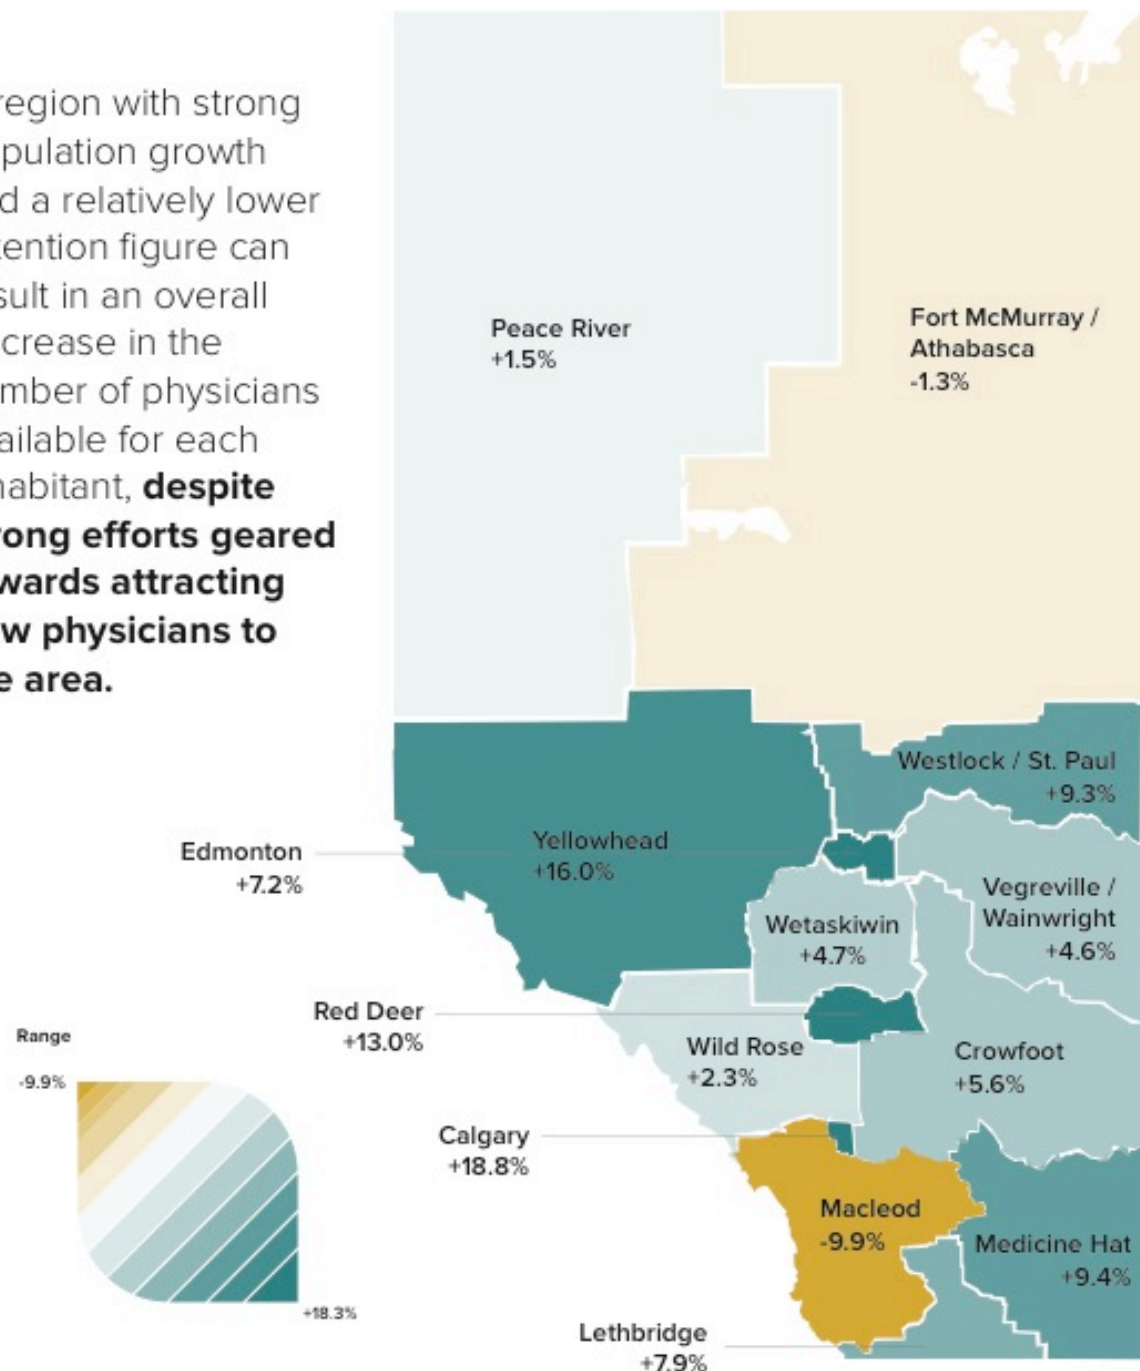 region with strong
pulation growth
d a relatively lower
tention figure can
sult in an overall
crease in the
mber of physicians
ailable for each
habitant, despite
rong efforts geared
wards attracting
w physicians to
e area.
Peace River
+1.5%
Fort McMurray /
Athabasca
-1.3%
Westlock / St. Paul
+9.3%
Edmonton
+7.2%
Yellowhead
+16.0%
Vegreville /
Wainwright
+4.6%
Wetaskiwin
+4.7%
Red Deer
+13.0%
Wild Rose
+2.3%
Crowfoot
+5.6%
Range
-9.9%
+18.3%
Calgary
+18.8%
Macleod
-9.9%
Medicine Hat
+9.4%
Lethbridge
+7.9%